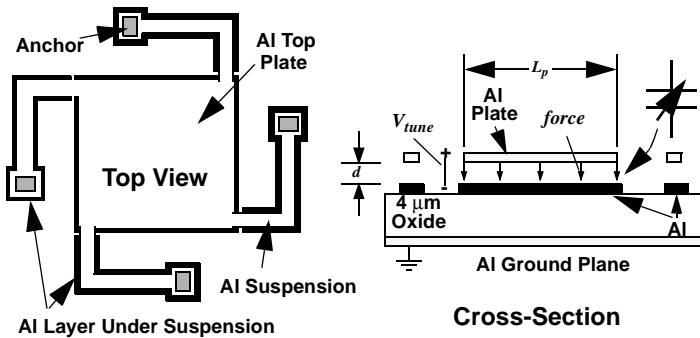 Anchor
Al Top
Plate
Top View
Al Suspension
Al Layer Under Suspension
L_p
Al
Plate
force
V_tune
+
d
-
4 μm
Oxide
Al
Al Ground Plane
Cross-Section